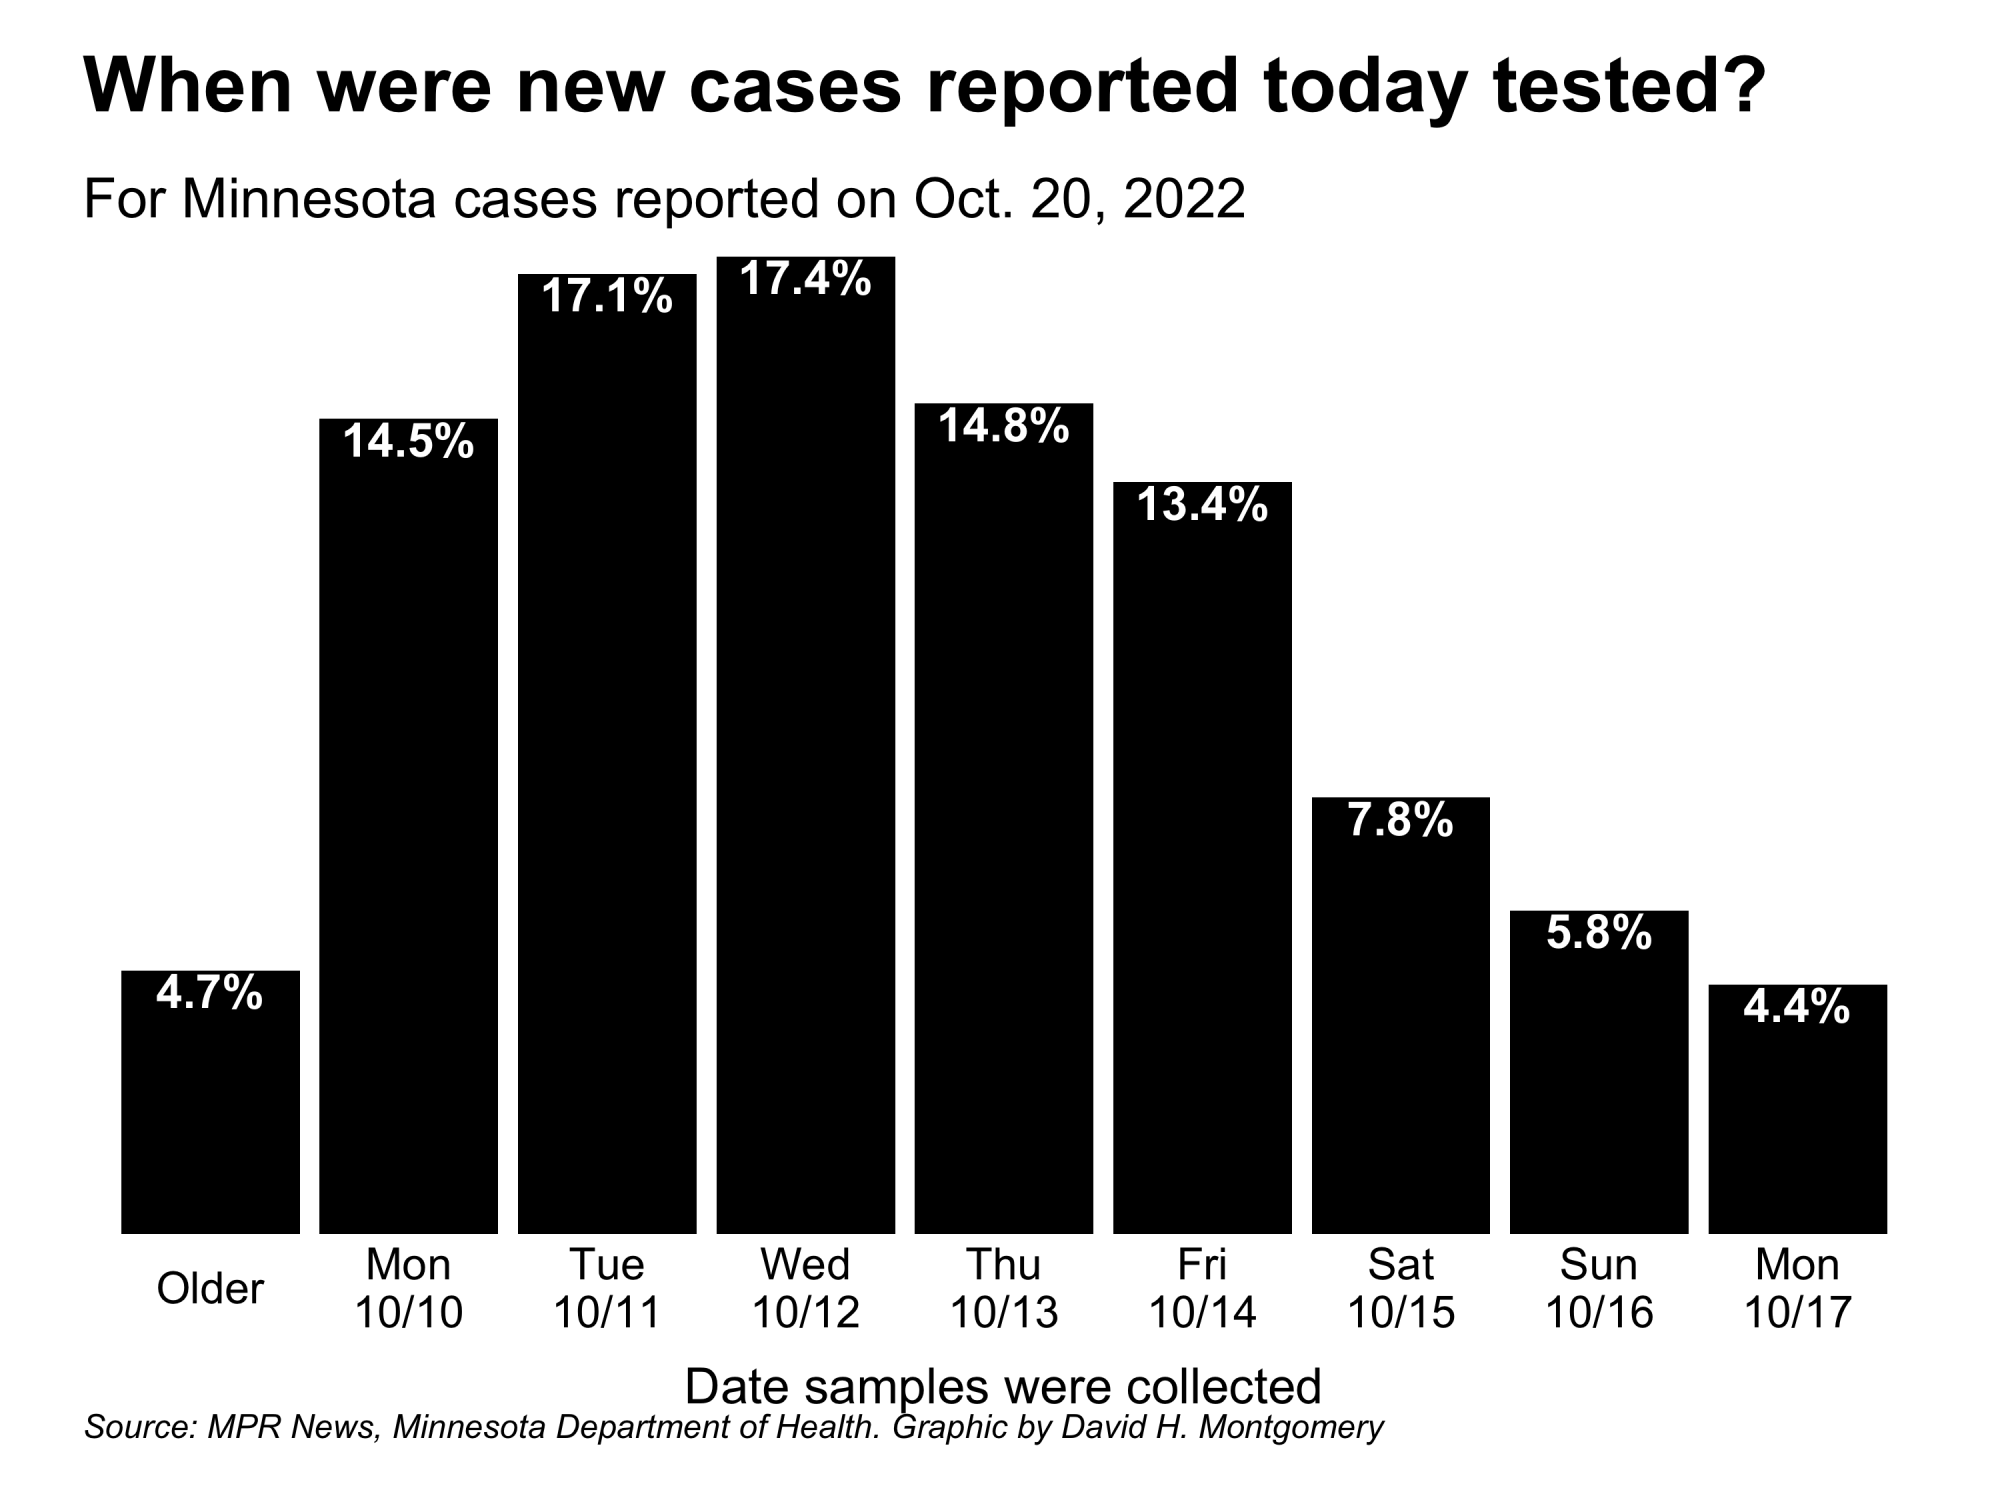 When were new cases reported today tested?
For Minnesota cases reported on Oct. 20, 2022
4.7%
14.5%
17.1%
17.4%
14.8%
13.4%
7.8%
5.8%
4.4%
Older
Mon
10/10
Tue
10/11
Wed
10/12
Thu
10/13
Fri
10/14
Sat
10/15
Sun
10/16
Mon
10/17
Date samples were collected
Source: MPR News, Minnesota Department of Health. Graphic by David H. Montgomery